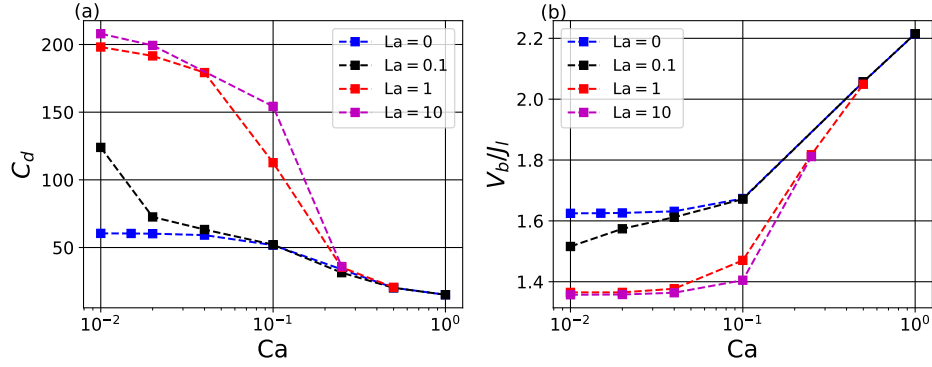 (a)
200
150
100
50
C_d
10^{-2}
10^{-1}
10^{0}
Ca
La = 0
La = 0.1
La = 1
La = 10
(b)
2.2
2.0
1.8
1.6
1.4
V_b/J_l
10^{-2}
10^{-1}
10^{0}
Ca
La = 0
La = 0.1
La = 1
La = 10